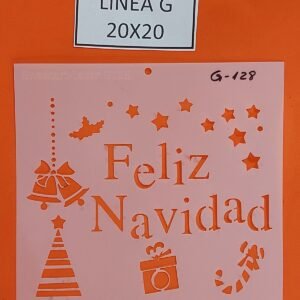 LINEA G
20X20
G-128
Feliz
Navidad